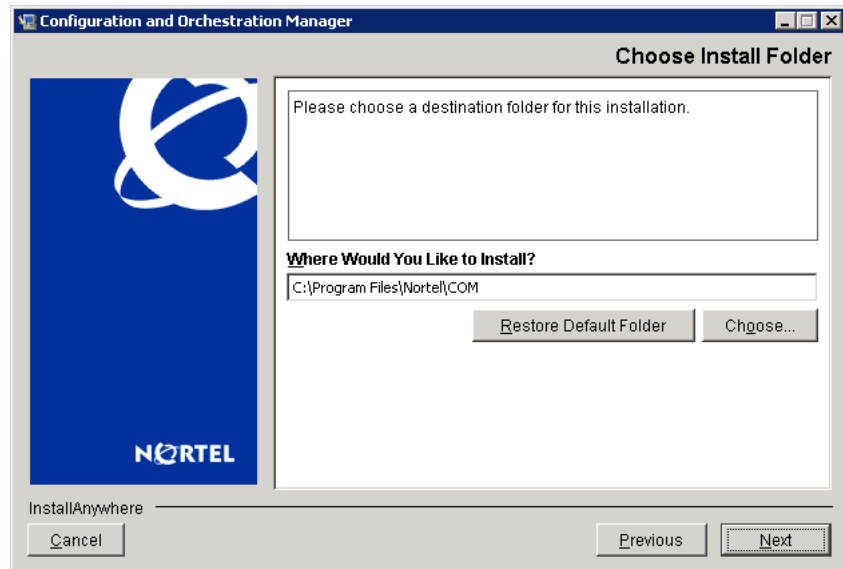 Configuration and Orchestration Manager
Choose Install Folder
Please choose a destination folder for this installation.
Where Would You Like to Install?
C:\Program Files\Nortel\COM
Restore Default Folder
Choose...
NORTEL
InstallAnywhere
Cancel
Previous
Next